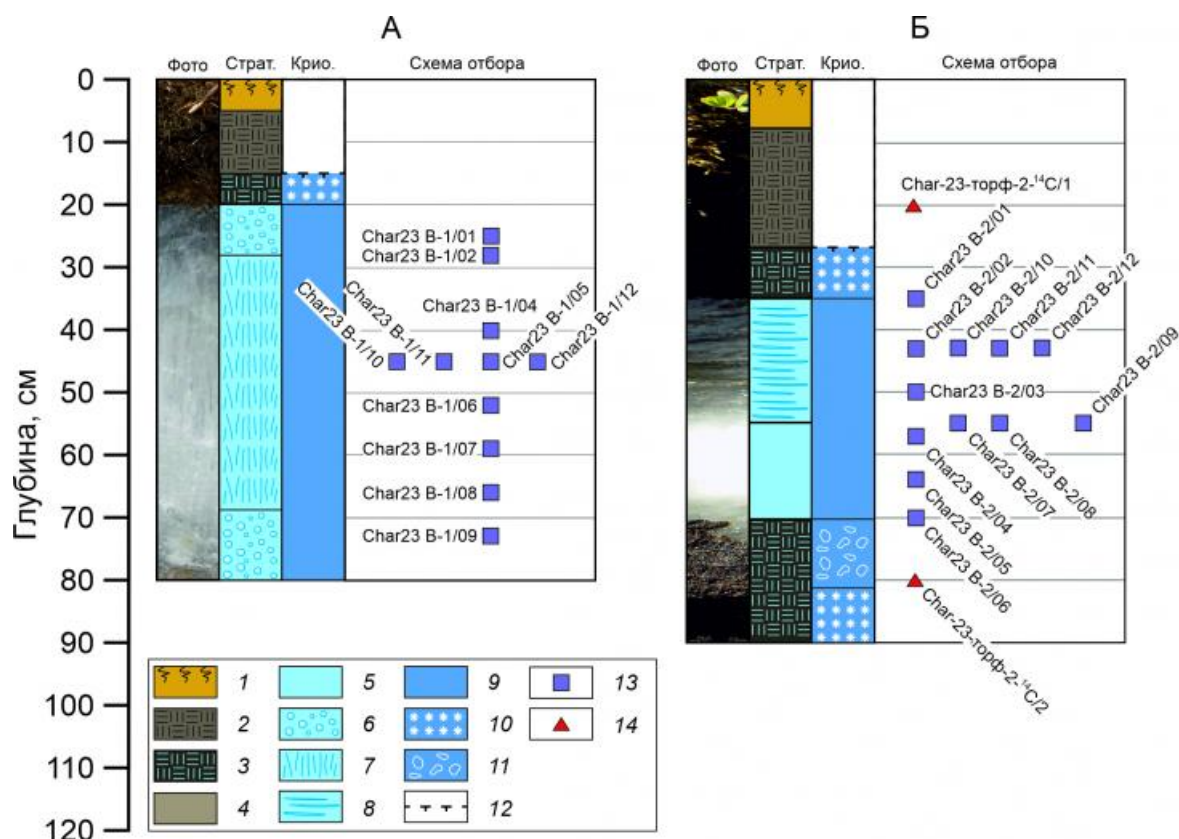 А
Б
Фото Страт. Крио. Схема отбора
Фото Страт. Крио. Схема отбора
Глубина, см
0
10
20
30
40
50
60
70
80
90
100
110
120
Char23 B-1/01
Char23 B-1/02
Char23 B-1/04
Char23 B-1/10
Char23 B-1/11
Char23 B-1/05
Char23 B-1/12
Char23 B-1/06
Char23 B-1/07
Char23 B-1/08
Char23 B-1/09
Char-23-торф-2-¹⁴C/1
Char23 B-2/01
Char23 B-2/02
Char23 B-2/10
Char23 B-2/11
Char23 B-2/12
Char23 B-2/03
Char23 B-2/09
Char23 B-2/04
Char23 B-2/07
Char23 B-2/08
Char23 B-2/05
Char23 B-2/06
Char-23-торф-2-¹⁴C/2
1 5 9 13
2 6 10 14
3 7 11
4 8 12